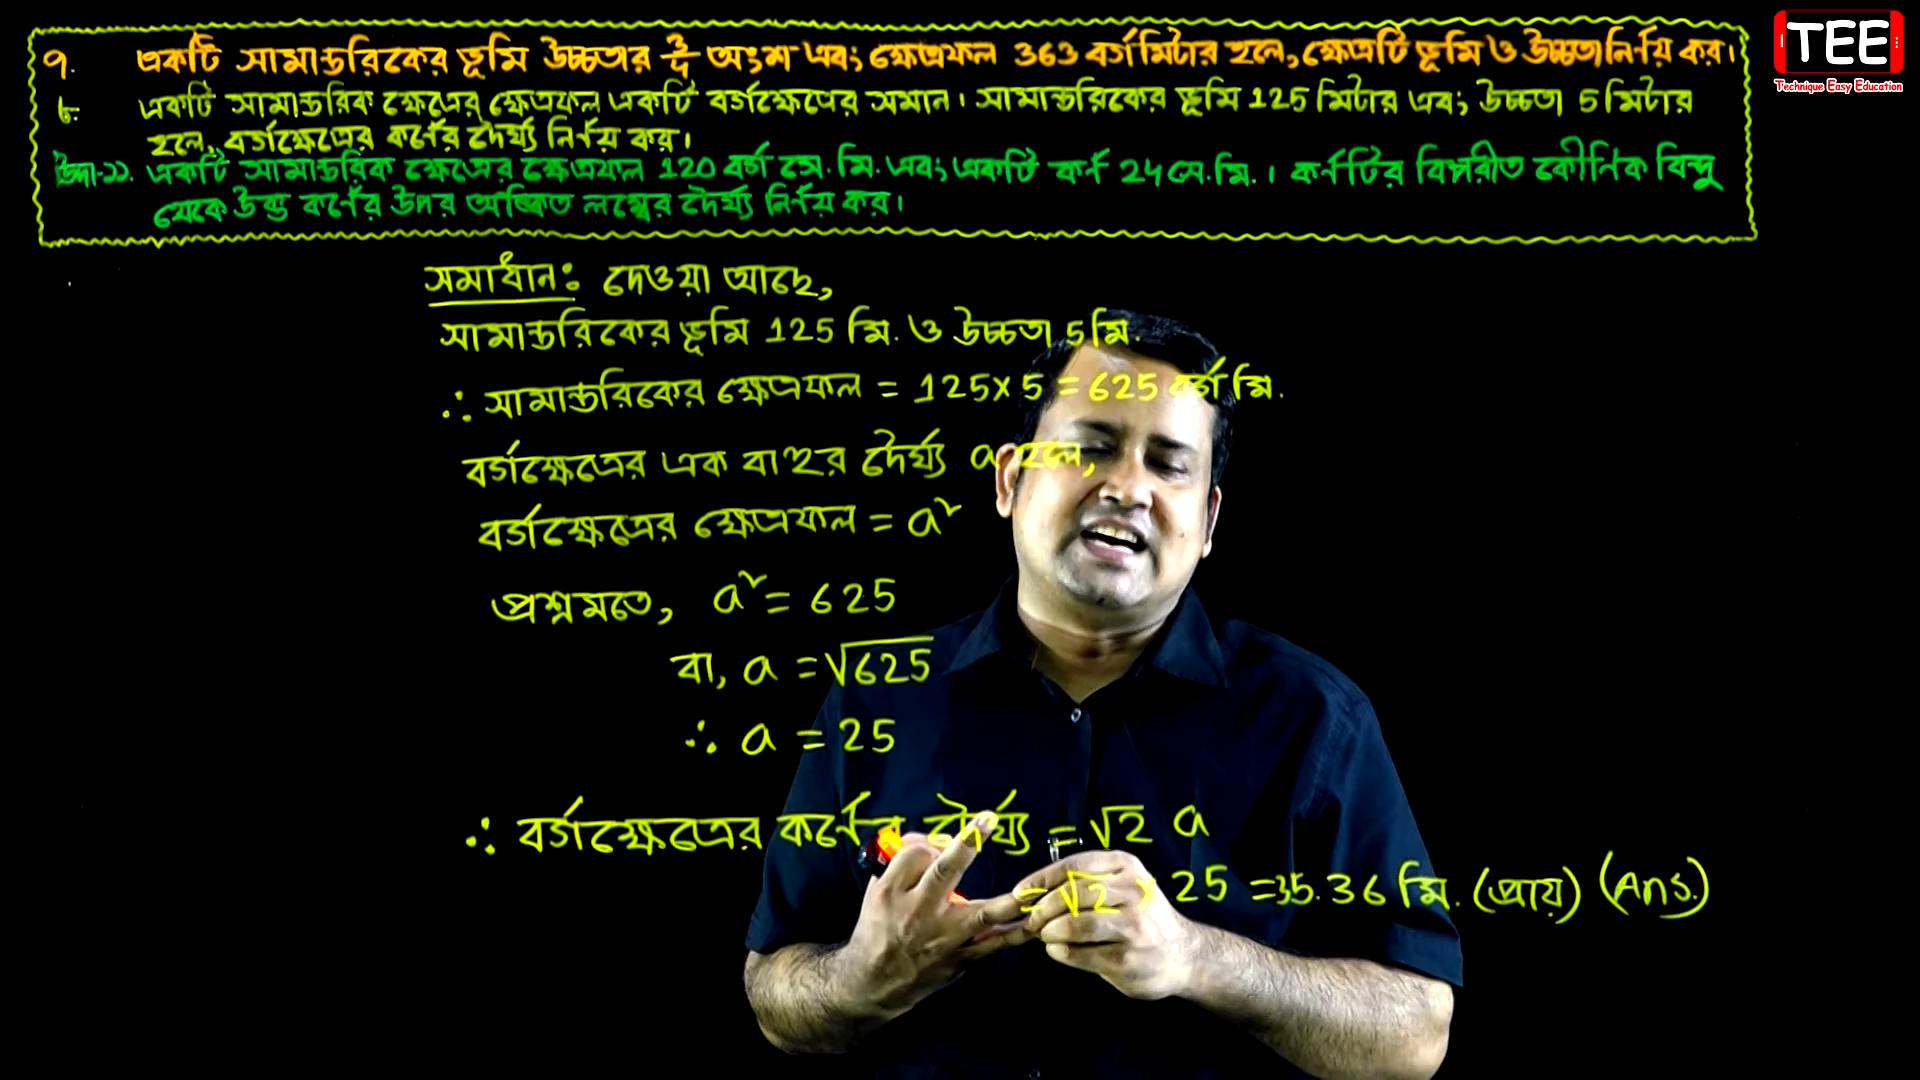 TEE
Technique Easy Education
৭. একটি সামান্তরিকের ভূমি উচ্চতার ৩/৪ অংশ এবং ক্ষেত্রফল 363 বর্গমিটার হলে, ক্ষেত্রটি ভূমি ও উচ্চতা নির্ণয় কর।
৮. একটি সামান্তরিক ক্ষেত্রের ক্ষেত্রফল একটি বর্গক্ষেত্রের সমান। সামান্তরিকের ভূমি 125 মিটার এবং উচ্চতা 5 মিটার
হলে, বর্গক্ষেত্রের কর্ণের দৈর্ঘ্য নির্ণয় কর।
উদা-১১. একটি সামান্তরিক ক্ষেত্রের ক্ষেত্রফল 120 বর্গ সে.মি. এবং একটি কর্ণ 24 সে.মি.। কর্ণটির বিপরীত কৌণিক বিন্দু
থেকে উক্ত কর্ণের উপর অঙ্কিত লম্বের দৈর্ঘ্য নির্ণয় কর।
সমাধান: দেওয়া আছে,
সামান্তরিকের ভূমি 125 মি. ও উচ্চতা 5 মি.
∴ সামান্তরিকের ক্ষেত্রফল = 125×5 = 625 বর্গ মি.
বর্গক্ষেত্রের এক বাহুর দৈর্ঘ্য a হলে,
বর্গক্ষেত্রের ক্ষেত্রফল = a²
প্রশ্নমতে, a² = 625
বা, a = √625
∴ a = 25
∴ বর্গক্ষেত্রের কর্ণের দৈর্ঘ্য = √2 a
= √2 × 25 = 35.36 মি. (প্রায়) (Ans.)